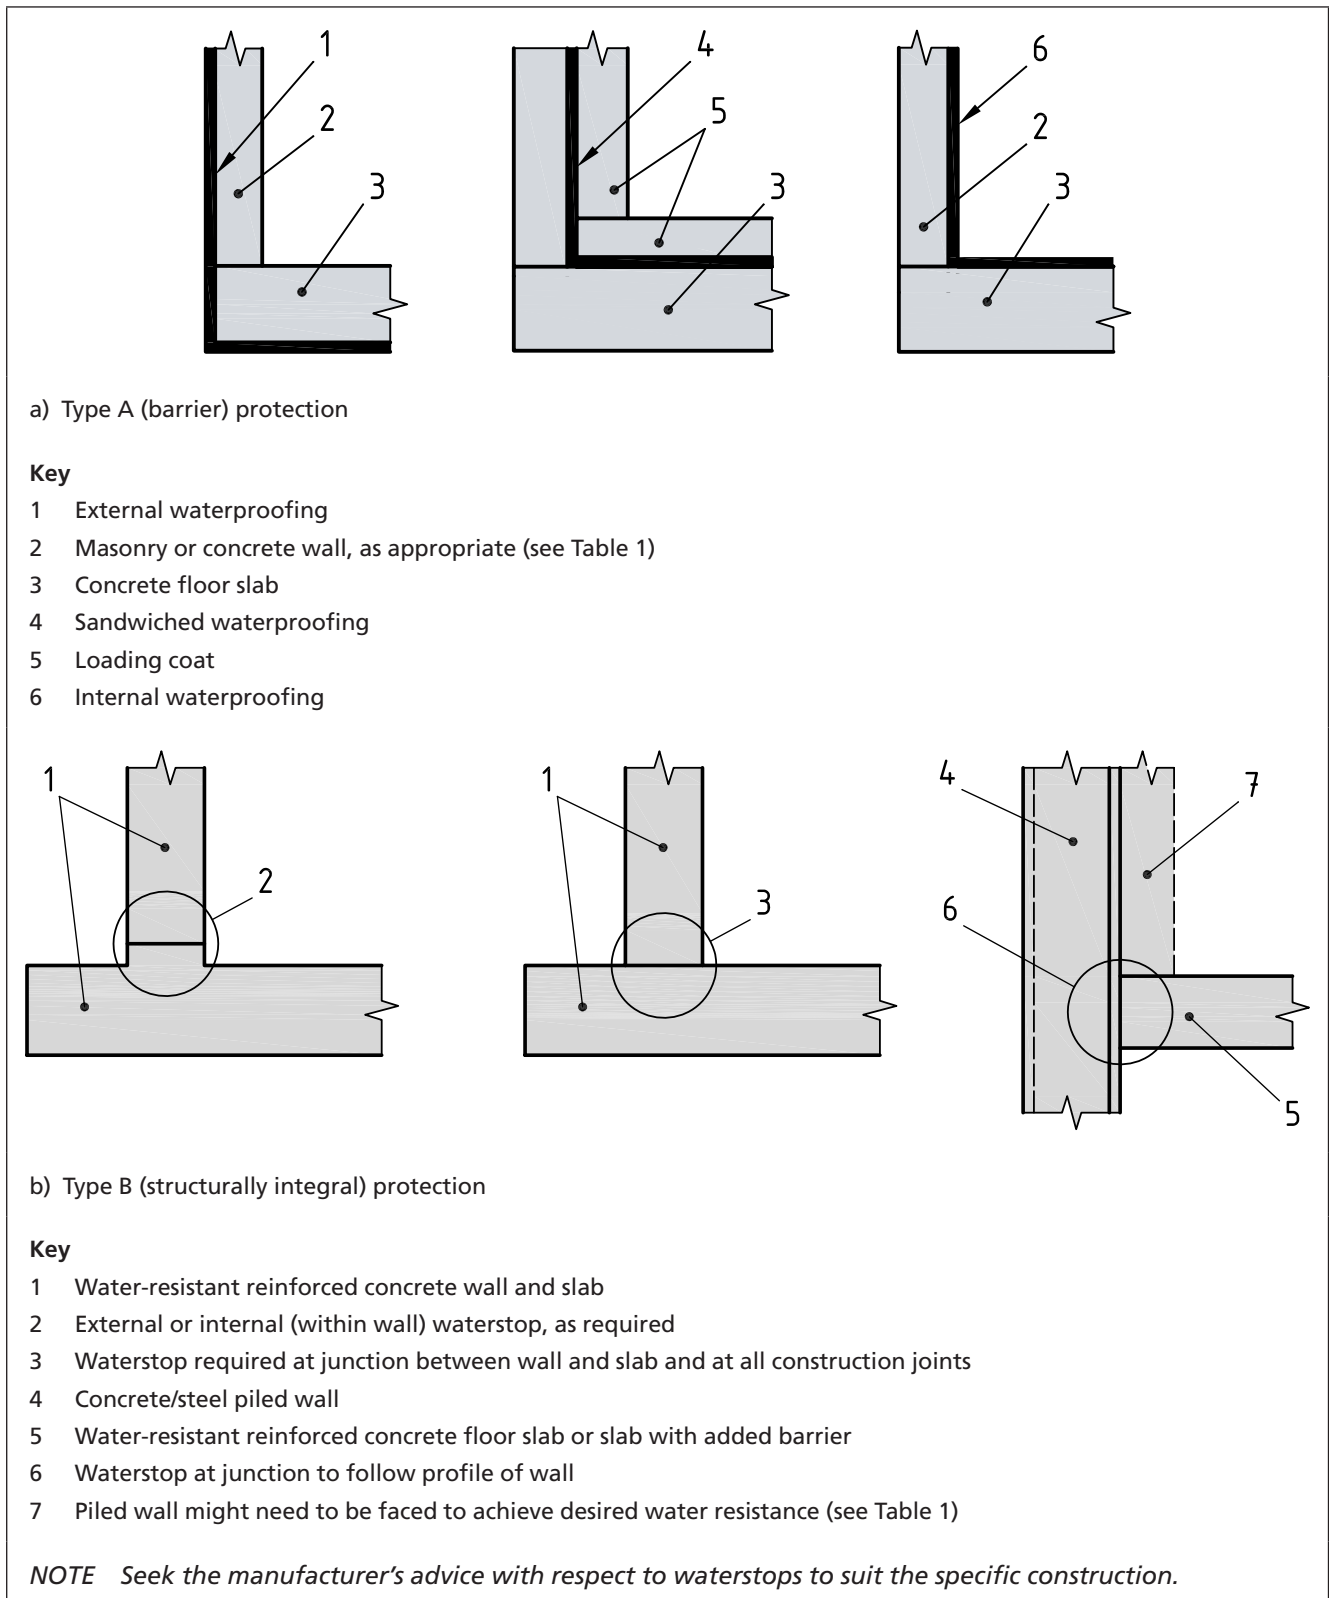 1
2
3
4
5
3
6
2
3
a) Type A (barrier) protection
Key
1 External waterproofing
2 Masonry or concrete wall, as appropriate (see Table 1)
3 Concrete floor slab
4 Sandwiched waterproofing
5 Loading coat
6 Internal waterproofing
1
2
1
3
4
7
6
5
b) Type B (structurally integral) protection
Key
1 Water-resistant reinforced concrete wall and slab
2 External or internal (within wall) waterstop, as required
3 Waterstop required at junction between wall and slab and at all construction joints
4 Concrete/steel piled wall
5 Water-resistant reinforced concrete floor slab or slab with added barrier
6 Waterstop at junction to follow profile of wall
7 Piled wall might need to be faced to achieve desired water resistance (see Table 1)
NOTE Seek the manufacturer’s advice with respect to waterstops to suit the specific construction.